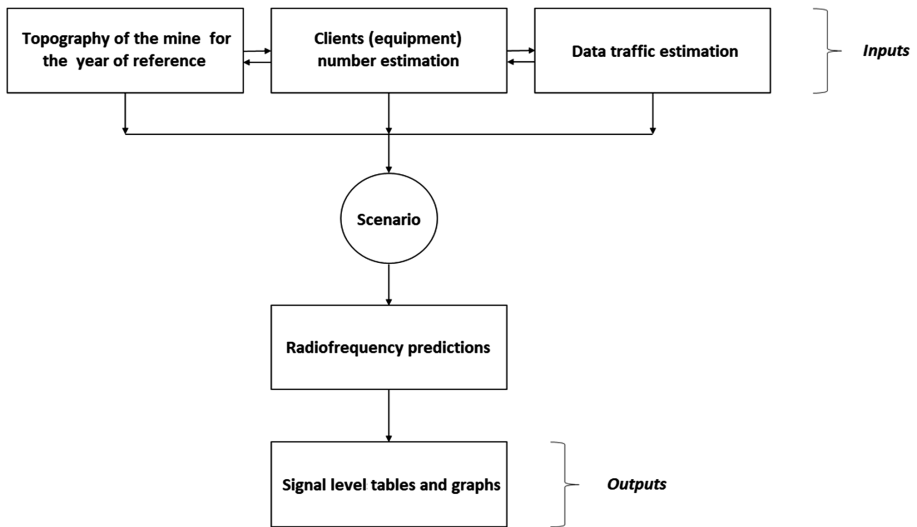 Topography of the mine for
the year of reference
Clients (equipment)
number estimation
Data traffic estimation
Inputs
Scenario
Radiofrequency predictions
Signal level tables and graphs
Outputs